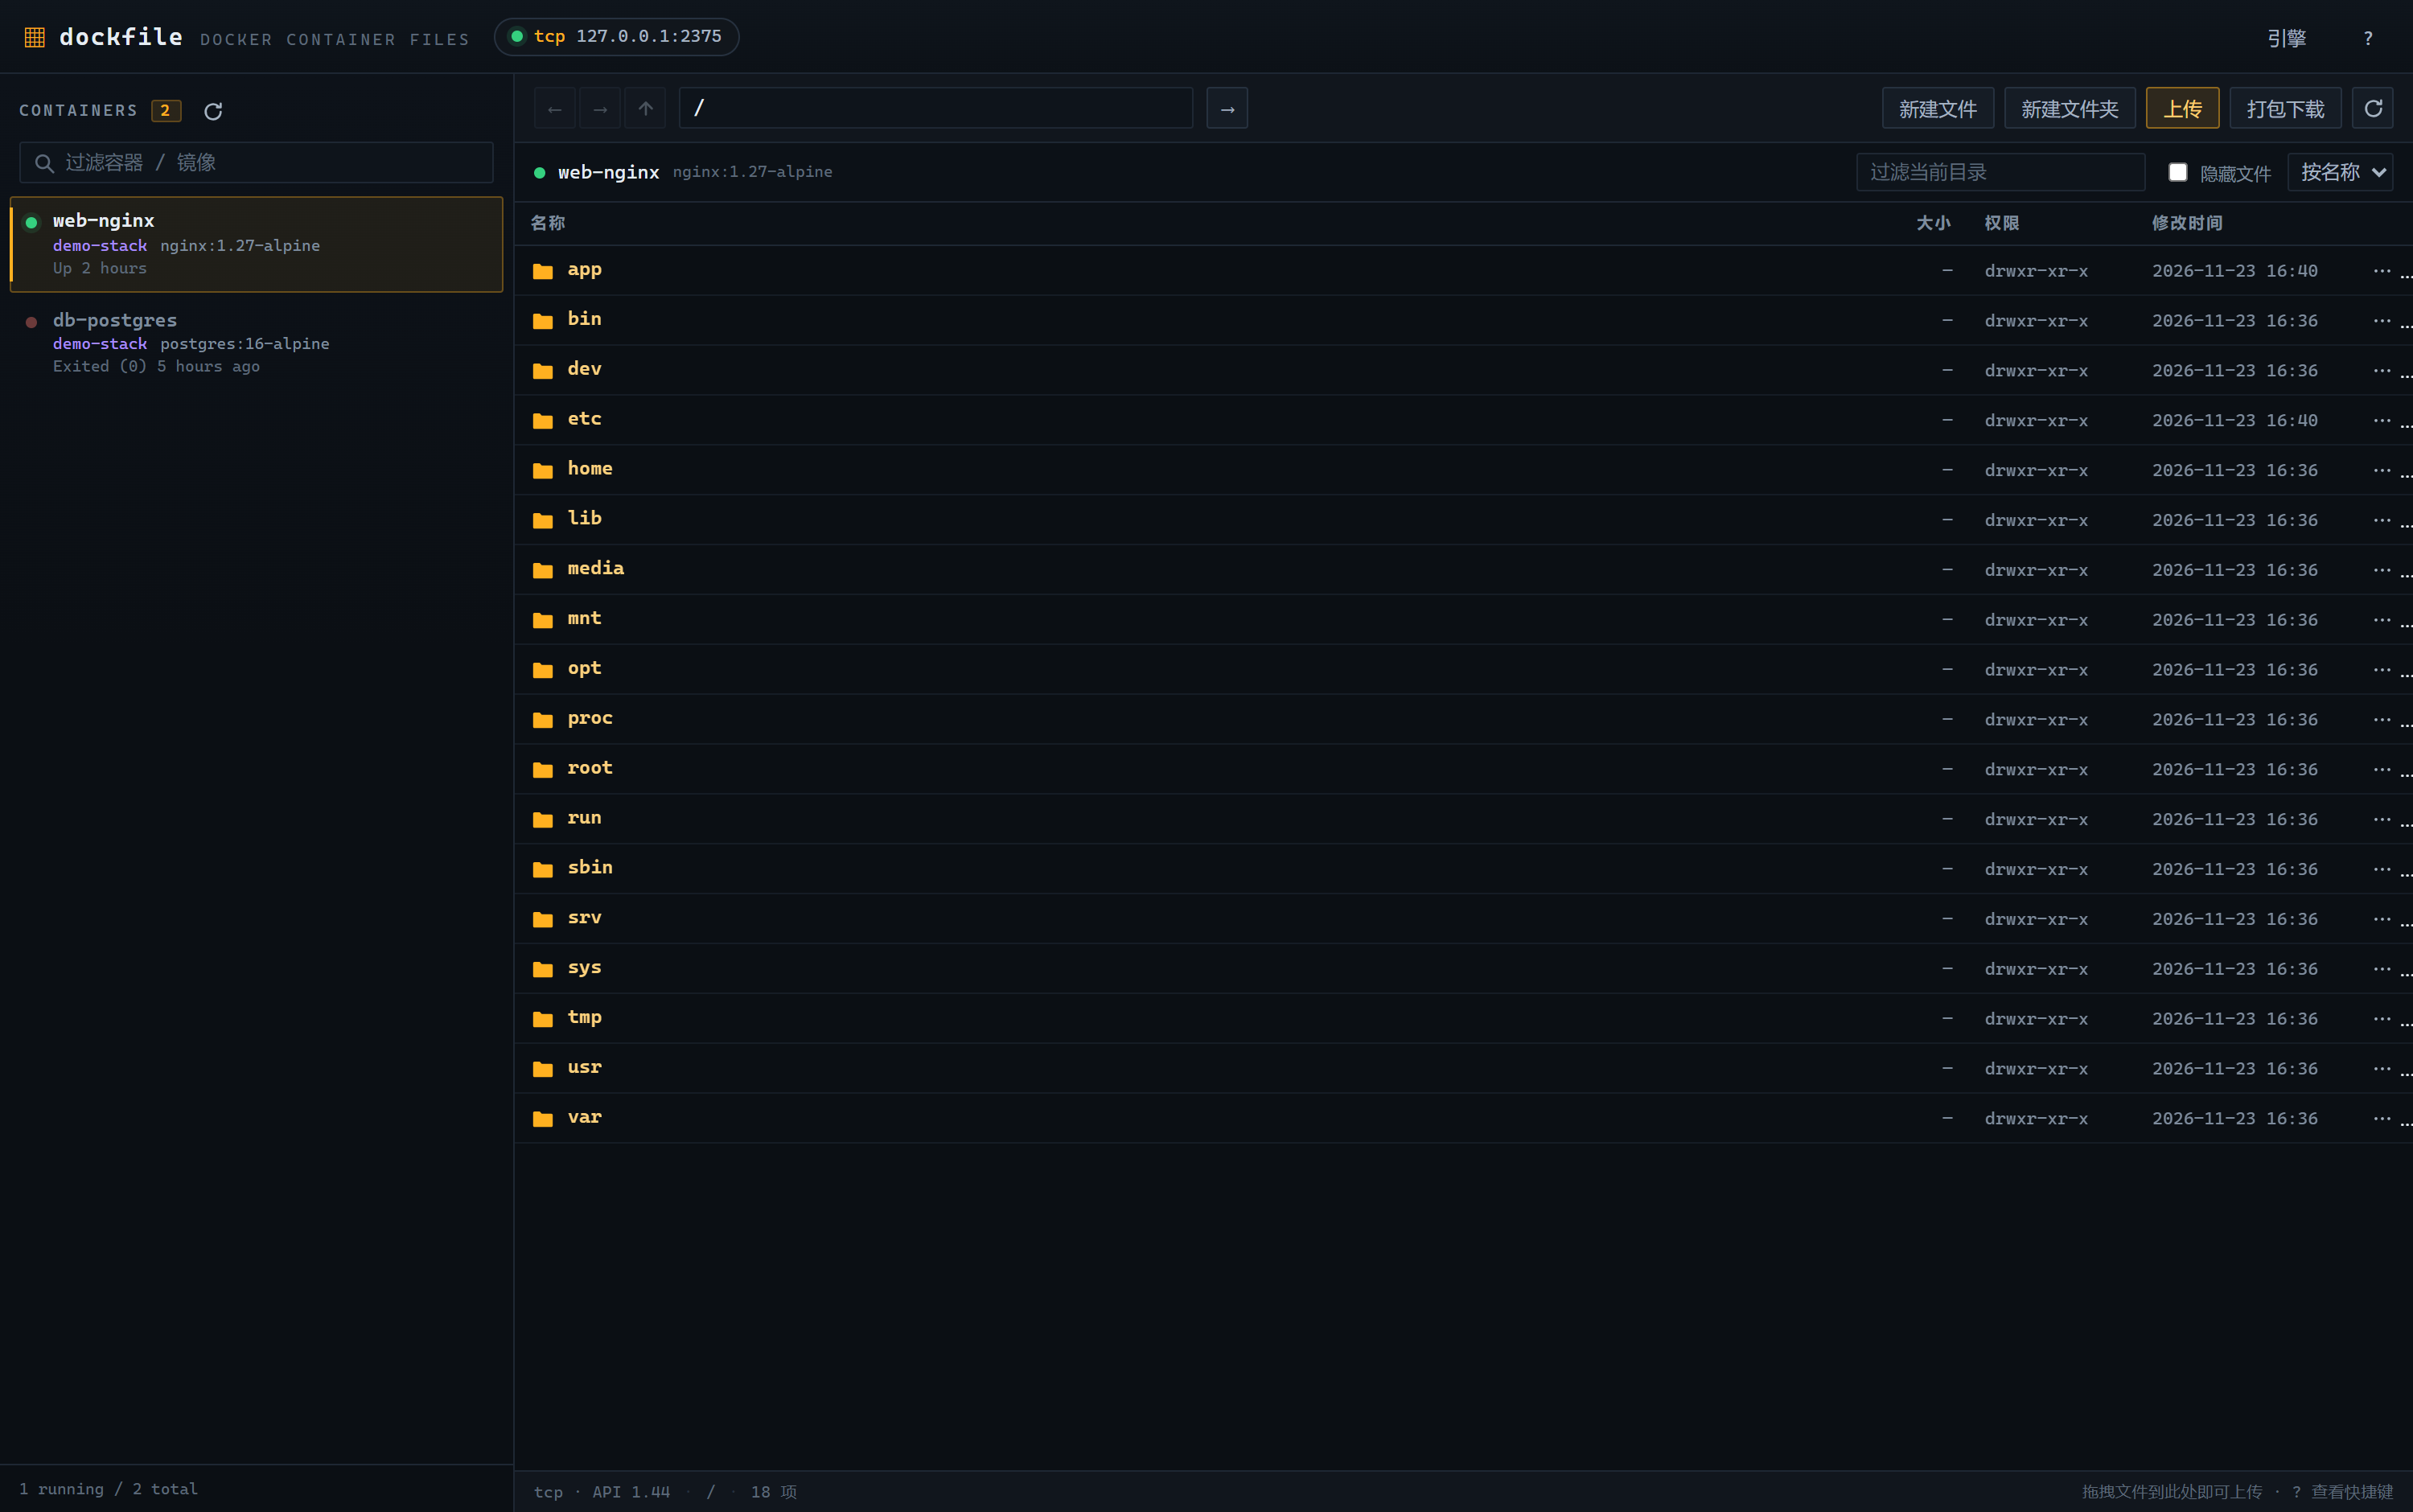 dockfile DOCKER CONTAINER FILES tcp 127.0.0.1:2375 引擎 ?
CONTAINERS 2
过滤容器 / 镜像
web-nginx
demo-stack nginx:1.27-alpine
Up 2 hours
db-postgres
demo-stack postgres:16-alpine
Exited (0) 5 hours ago
1 running / 2 total
← → ↑ / → 新建文件 新建文件夹 上传 打包下载
web-nginx nginx:1.27-alpine 过滤当前目录 隐藏文件 按名称
名称 大小 权限 修改时间
app — drwxr-xr-x 2026-11-23 16:40 ··· …
bin — drwxr-xr-x 2026-11-23 16:36 ··· …
dev — drwxr-xr-x 2026-11-23 16:36 ··· …
etc — drwxr-xr-x 2026-11-23 16:40 ··· …
home — drwxr-xr-x 2026-11-23 16:36 ··· …
lib — drwxr-xr-x 2026-11-23 16:36 ··· …
media — drwxr-xr-x 2026-11-23 16:36 ··· …
mnt — drwxr-xr-x 2026-11-23 16:36 ··· …
opt — drwxr-xr-x 2026-11-23 16:36 ··· …
proc — drwxr-xr-x 2026-11-23 16:36 ··· …
root — drwxr-xr-x 2026-11-23 16:36 ··· …
run — drwxr-xr-x 2026-11-23 16:36 ··· …
sbin — drwxr-xr-x 2026-11-23 16:36 ··· …
srv — drwxr-xr-x 2026-11-23 16:36 ··· …
sys — drwxr-xr-x 2026-11-23 16:36 ··· …
tmp — drwxr-xr-x 2026-11-23 16:36 ··· …
usr — drwxr-xr-x 2026-11-23 16:36 ··· …
var — drwxr-xr-x 2026-11-23 16:36 ··· …
tcp · API 1.44 · / · 18 项 拖拽文件到此处即可上传 · ? 查看快捷键